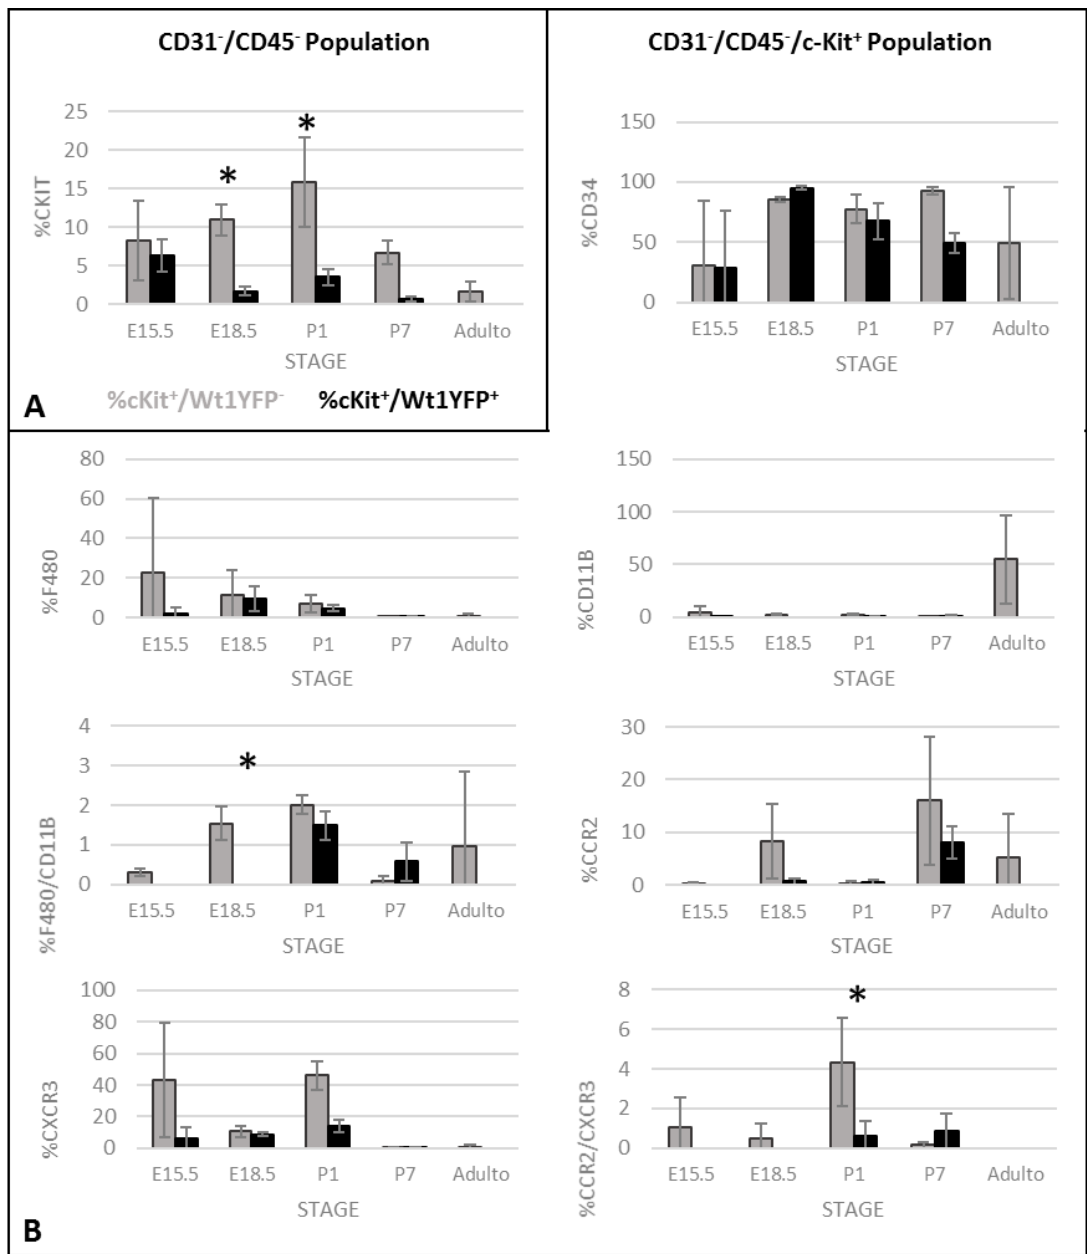 CD31⁻/CD45⁻ Population
25
20
15
10
5
0
%CKIT
*
*
E15.5 E18.5 P1 P7 Adulto
STAGE
%cKit⁺/Wt1YFP⁻ %cKit⁺/Wt1YFP⁺
A
CD31⁻/CD45⁻/c-Kit⁺ Population
150
100
50
0
%CD34
E15.5 E18.5 P1 P7 Adulto
STAGE
80
60
40
20
0
%F480
E15.5 E18.5 P1 P7 Adulto
STAGE
150
100
50
0
%CD11B
E15.5 E18.5 P1 P7 Adulto
STAGE
4
3
2
1
0
%F480/CD11B
*
E15.5 E18.5 P1 P7 Adulto
STAGE
30
20
10
0
%CCR2
E15.5 E18.5 P1 P7 Adulto
STAGE
100
80
60
40
20
0
%CXCR3
E15.5 E18.5 P1 P7 Adulto
STAGE
8
6
4
2
0
%CCR2/CXCR3
*
E15.5 E18.5 P1 P7 Adulto
STAGE
B